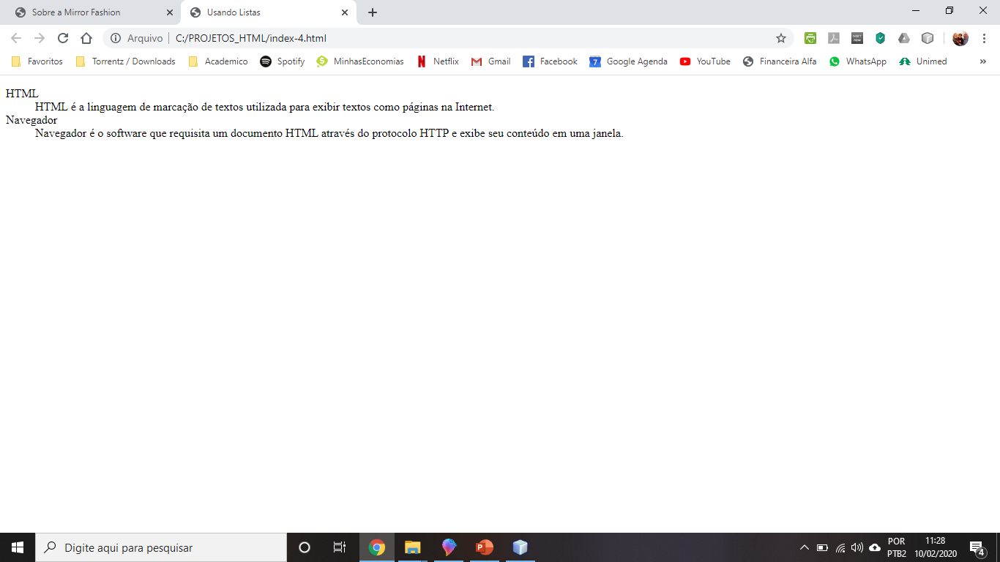 Sobre a Mirror Fashion
Usando Listas
Arquivo
C:/PROJETOS_HTML/index-4.html
Favoritos
Torrentz / Downloads
Academico
Spotify
MinhasEconomias
Netflix
Gmail
Facebook
7
Google Agenda
YouTube
Financeira Alfa
WhatsApp
Unimed
HTML
HTML é a linguagem de marcação de textos utilizada para exibir textos como páginas na Internet.
Navegador
Navegador é o software que requisita um documento HTML através do protocolo HTTP e exibe seu conteúdo em uma janela.
Digite aqui para pesquisar
POR
PTB2
11:28
10/02/2020
4